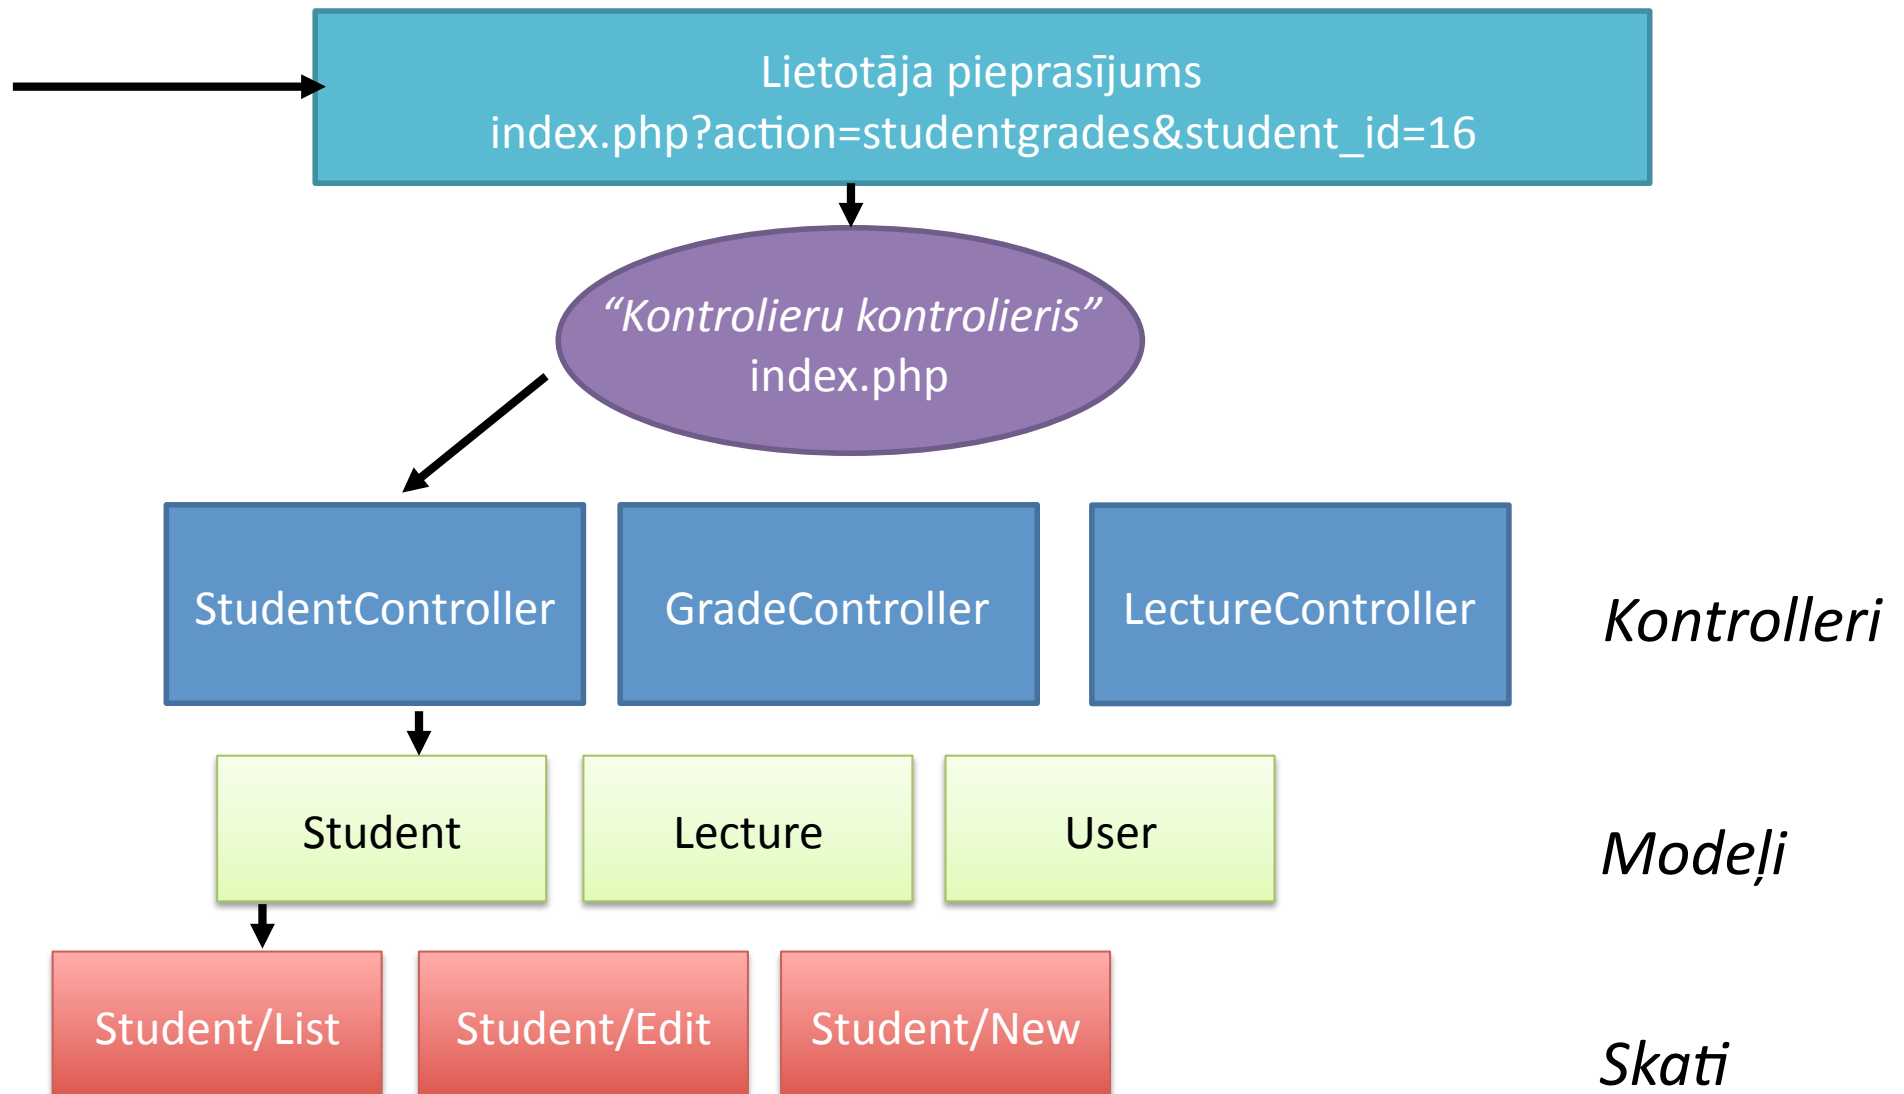 Lietotāja pieprasījums
index.php?action=studentgrades&student_id=16
“Kontrolieru kontrolieris”
index.php
StudentController
GradeController
LectureController
Kontrolleri
Student
Lecture
User
Modeļi
Student/List
Student/Edit
Student/New
Skati